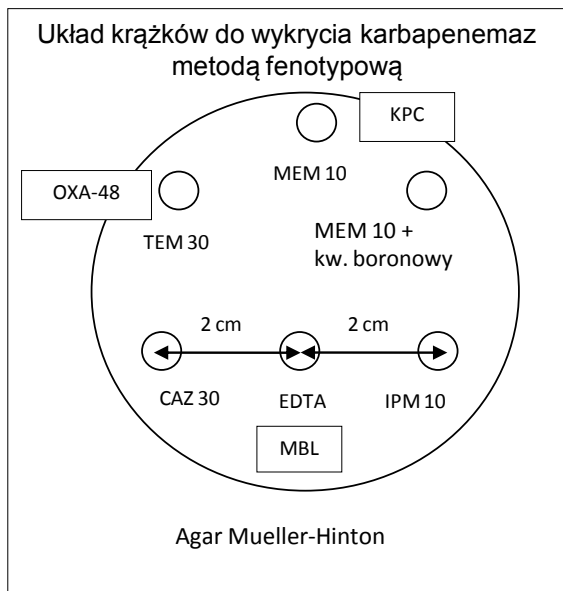 Układ krążków do wykrycia karbapenemaz
metodą fenotypową
KPC
MEM 10
OXA-48
TEM 30
MEM 10 +
kw. boronowy
2 cm
2 cm
CAZ 30
EDTA
IPM 10
MBL
Agar Mueller-Hinton